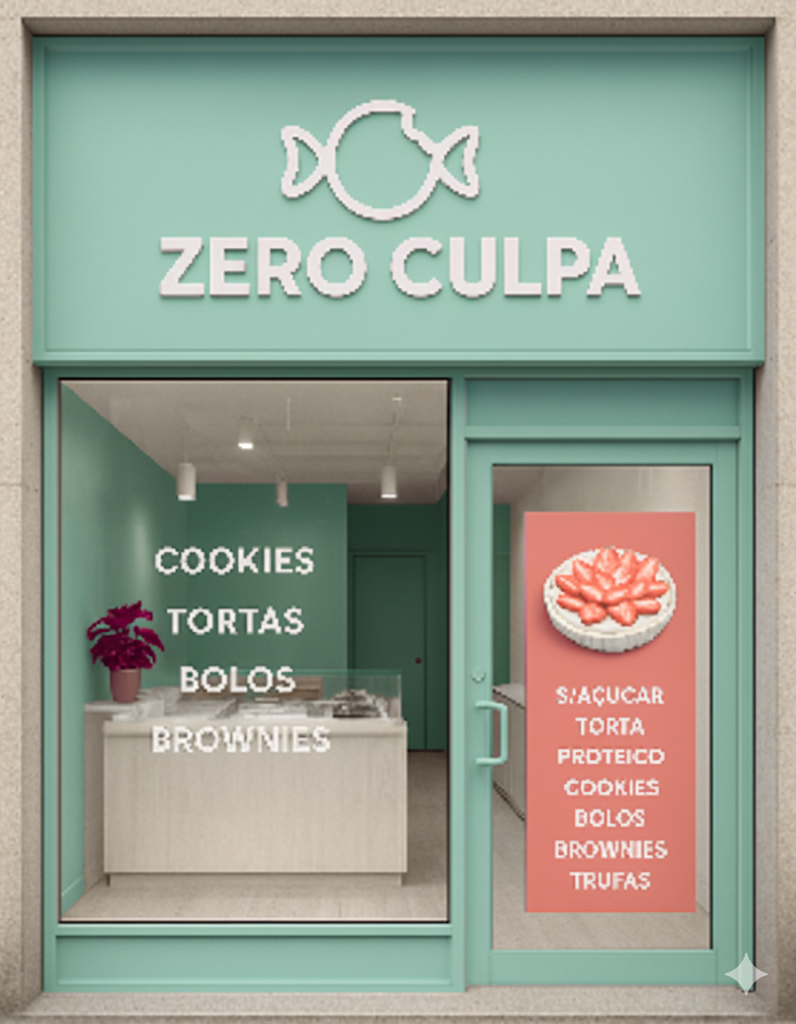 ZERO CULPA
COOKIES
TORTAS
BOLOS
BROWNIES
S/AÇUCAR
TORTA
PROTEICO
COOKIES
BOLOS
BROWNIES
TRUFAS